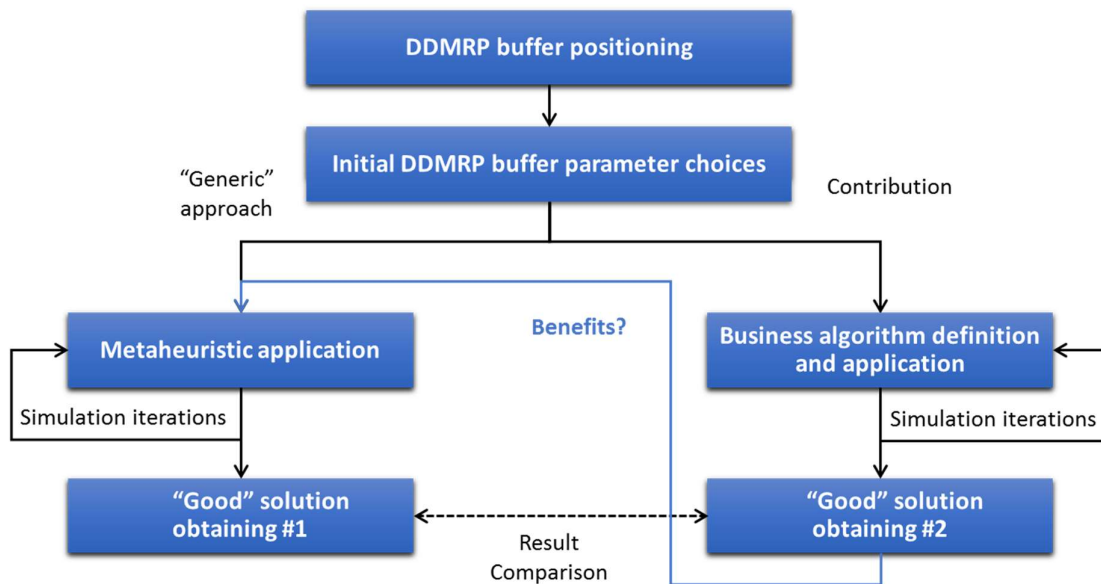 DDMRP buffer positioning
Initial DDMRP buffer parameter choices
“Generic”
approach
Contribution
Benefits?
Metaheuristic application
Business algorithm definition
and application
Simulation iterations
Simulation iterations
“Good” solution
obtaining #1
“Good” solution
obtaining #2
Result
Comparison